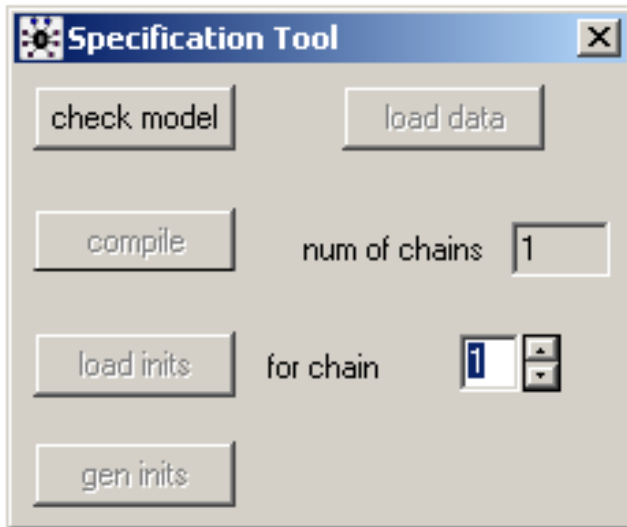 Specification Tool
check model load data
compile num of chains 1
load inits for chain 1
gen inits